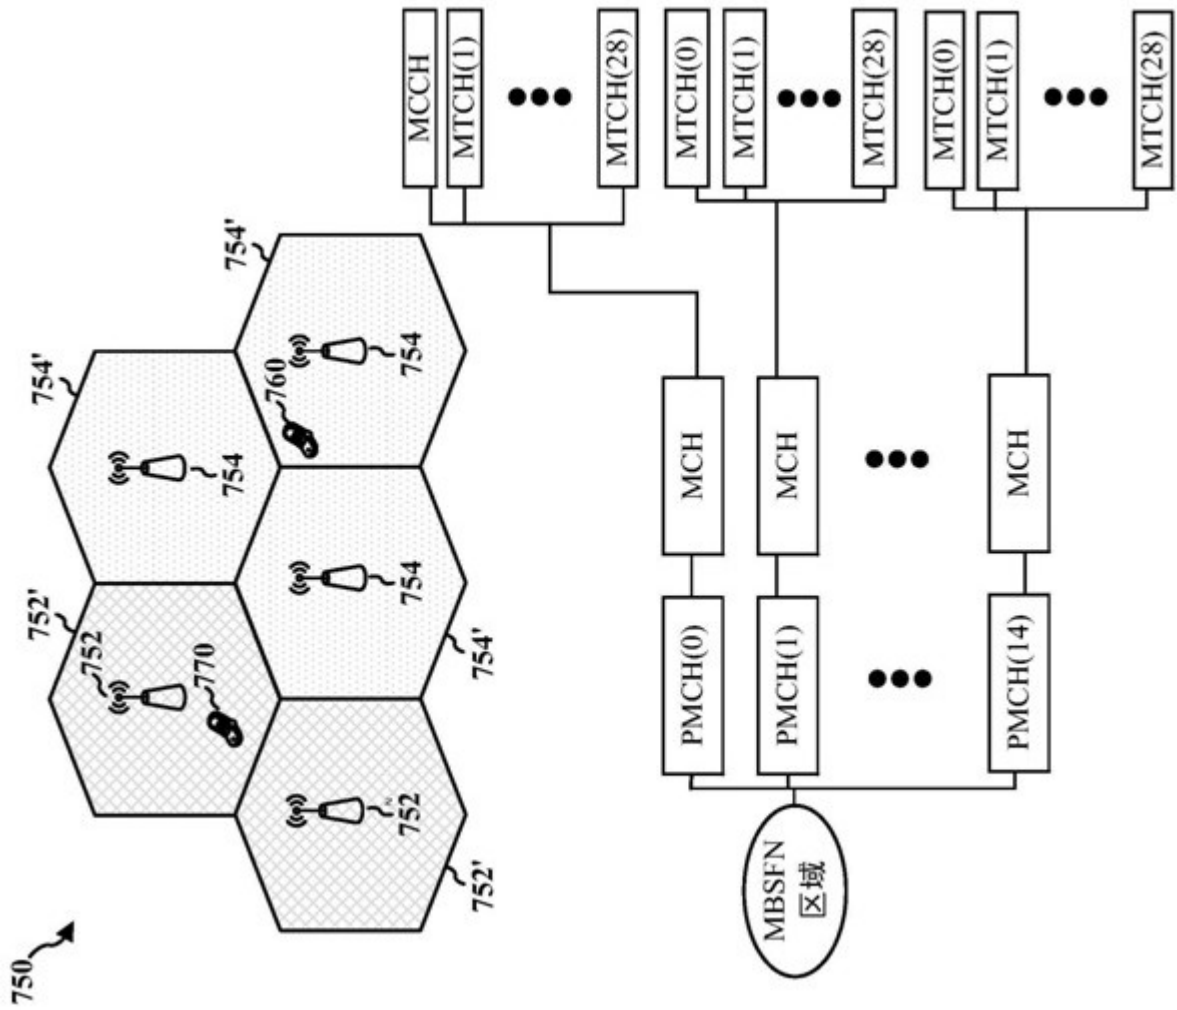 750
752'
754'
752
770
754
754'
760
752
754
754
752'
754'
MBSFN
区域
PMCH(0)
MCH
MCCH
MTCH(1)
MTCH(28)
PMCH(1)
MCH
MTCH(0)
MTCH(1)
MTCH(28)
PMCH(14)
MCH
MTCH(0)
MTCH(1)
MTCH(28)